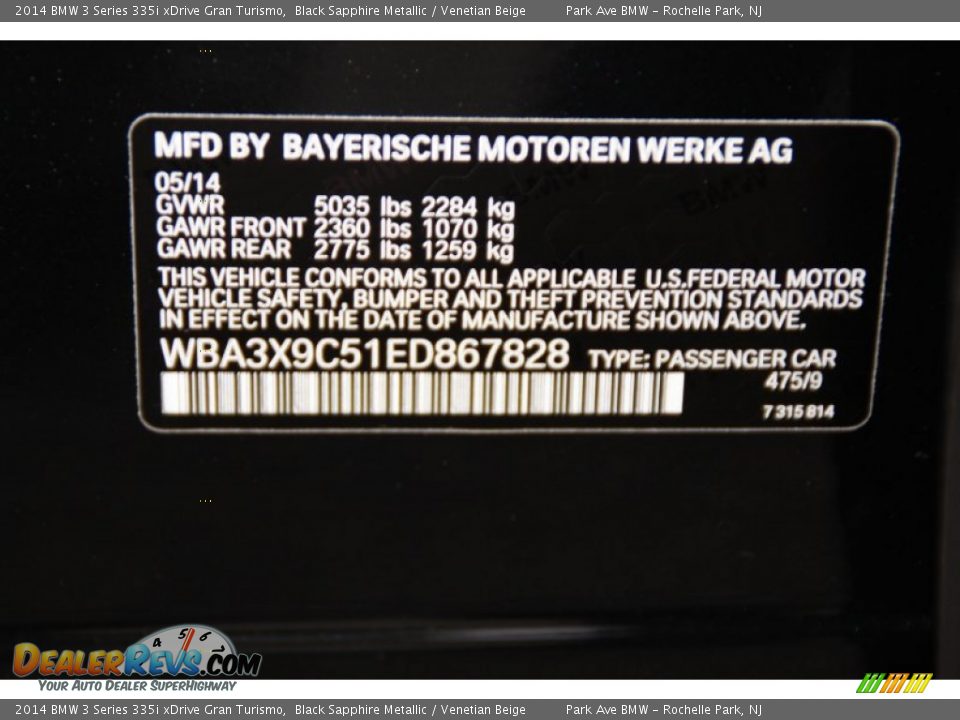 2014 BMW 3 Series 335i xDrive Gran Turismo, Black Sapphire Metallic / Venetian Beige Park Ave BMW - Rochelle Park, NJ
MFD BY BAYERISCHE MOTOREN WERKE AG
05/14
GVWR 5035 lbs 2284 kg
GAWR FRONT 2360 lbs 1070 kg
GAWR REAR 2775 lbs 1259 kg
THIS VEHICLE CONFORMS TO ALL APPLICABLE U.S.FEDERAL MOTOR
VEHICLE SAFETY, BUMPER AND THEFT PREVENTION STANDARDS
IN EFFECT ON THE DATE OF MANUFACTURE SHOWN ABOVE.
WBA3X9C51ED867828 TYPE: PASSENGER CAR
475/9
7 315 814
4 5 6 7
DEALERREVS.COM
YOUR AUTO DEALER SUPERHIGHWAY
2014 BMW 3 Series 335i xDrive Gran Turismo, Black Sapphire Metallic / Venetian Beige Park Ave BMW - Rochelle Park, NJ